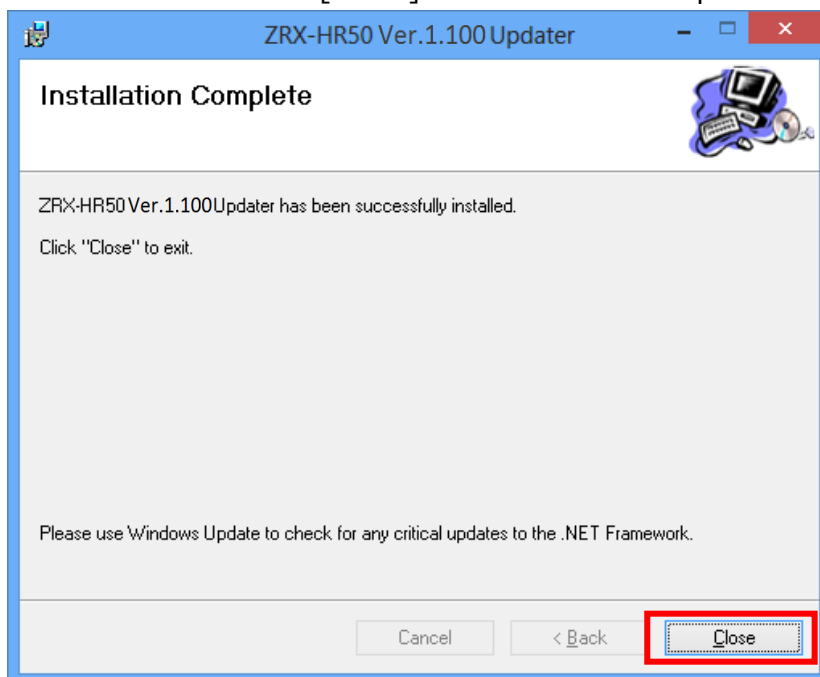 ZRX-HR50 Ver.1.100 Updater
Installation Complete
ZRX-HR50 Ver.1.100Updater has been successfully installed.
Click "Close" to exit.
Please use Windows Update to check for any critical updates to the .NET Framework.
Cancel
< Back
Close